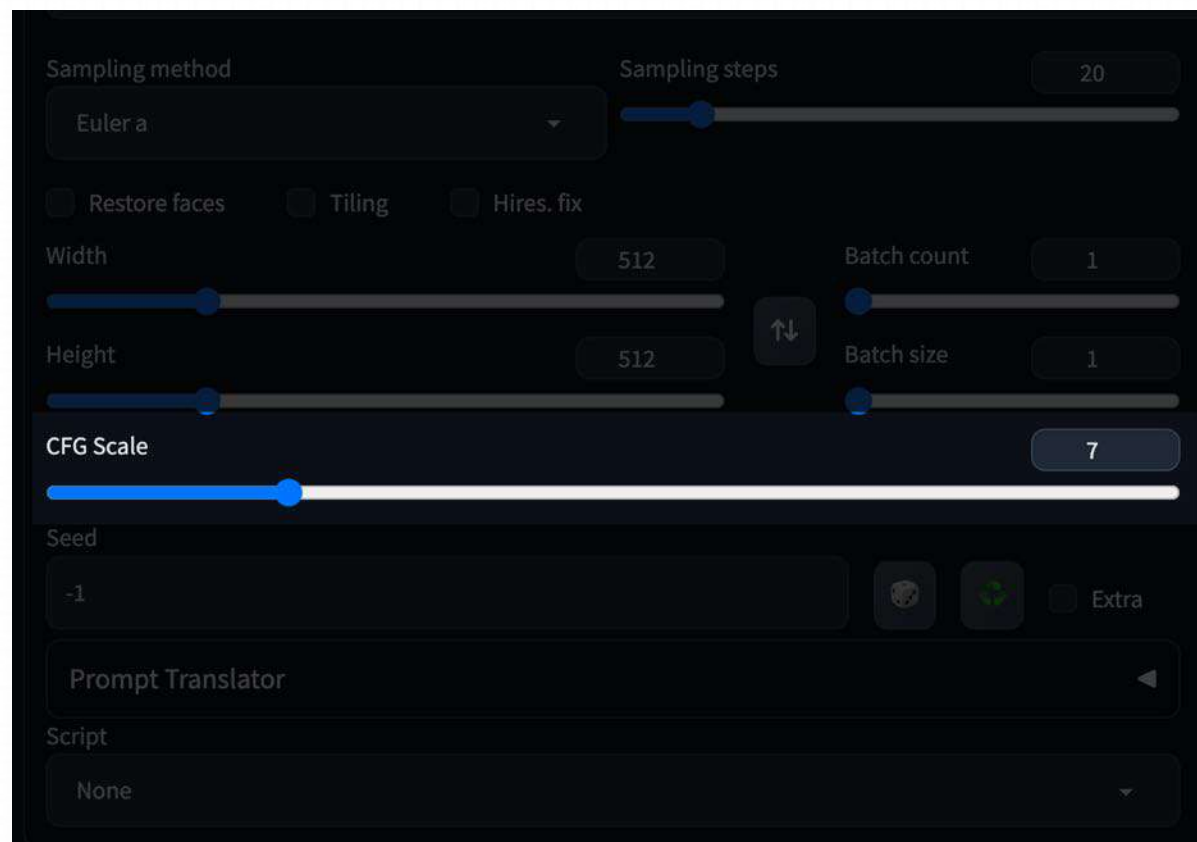 Sampling method
Sampling steps
20
Euler a
Restore faces
Tiling
Hires. fix
Width
512
Batch count
1
Height
512
Batch size
1
CFG Scale
7
Seed
-1
Extra
Prompt Translator
Script
None